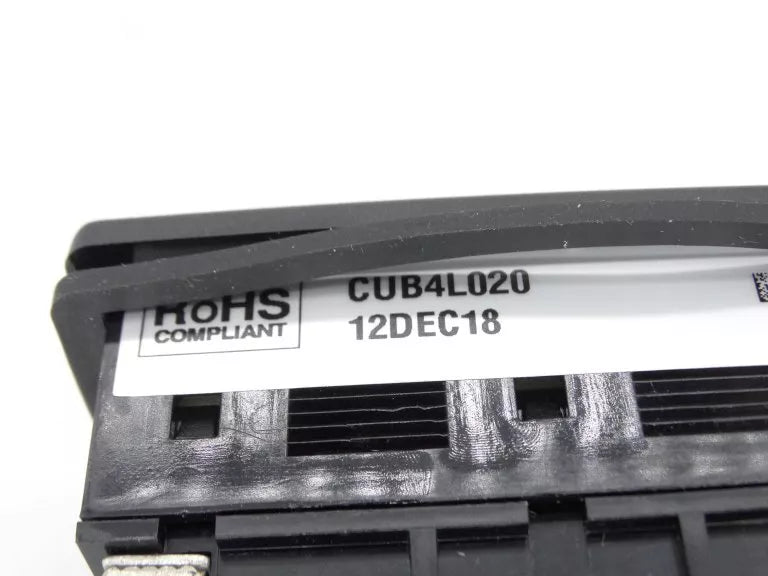 RoHS
COMPLIANT
CUB4L020
12DEC18